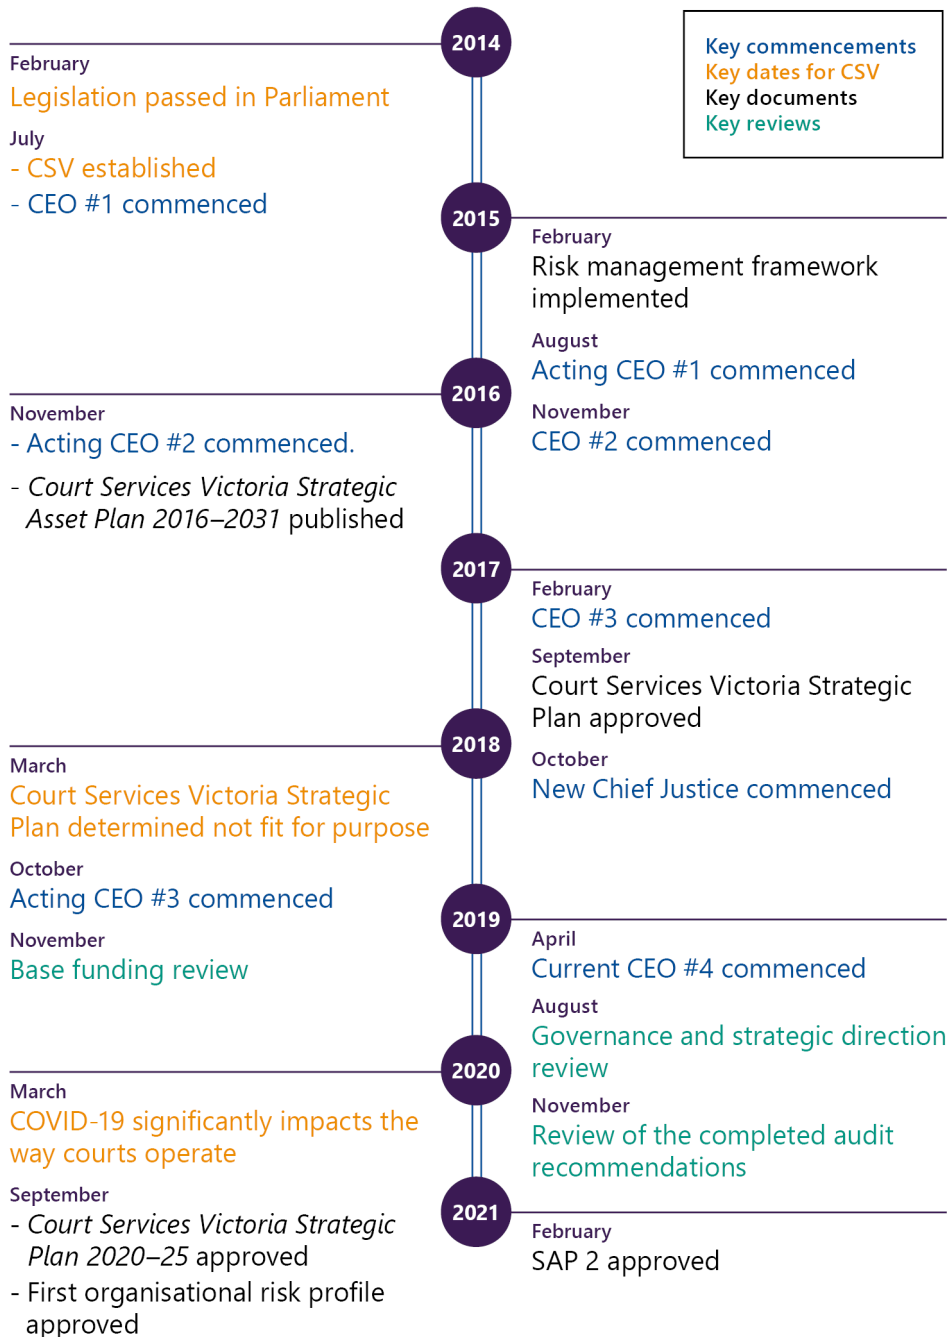 Key commencements
Key dates for CSV
Key documents
Key reviews
2014
February
Legislation passed in Parliament
July
- CSV established
- CEO #1 commenced
2015
February
Risk management framework
implemented
August
Acting CEO #1 commenced
November
CEO #2 commenced
2016
November
- Acting CEO #2 commenced.
- Court Services Victoria Strategic
Asset Plan 2016–2031 published
2017
February
CEO #3 commenced
September
Court Services Victoria Strategic
Plan approved
October
New Chief Justice commenced
2018
March
Court Services Victoria Strategic
Plan determined not fit for purpose
October
Acting CEO #3 commenced
November
Base funding review
2019
April
Current CEO #4 commenced
August
Governance and strategic direction
review
November
Review of the completed audit
recommendations
2020
March
COVID-19 significantly impacts the
way courts operate
September
- Court Services Victoria Strategic
Plan 2020–25 approved
- First organisational risk profile
approved
2021
February
SAP 2 approved